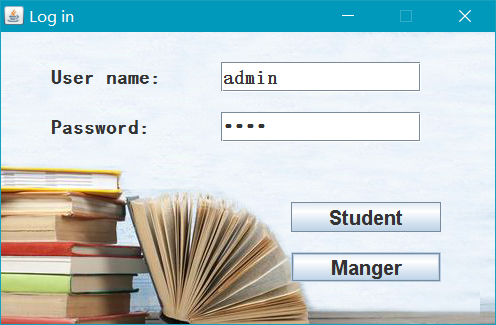 Log in
User name: admin
Password: ••••
Student
Manger